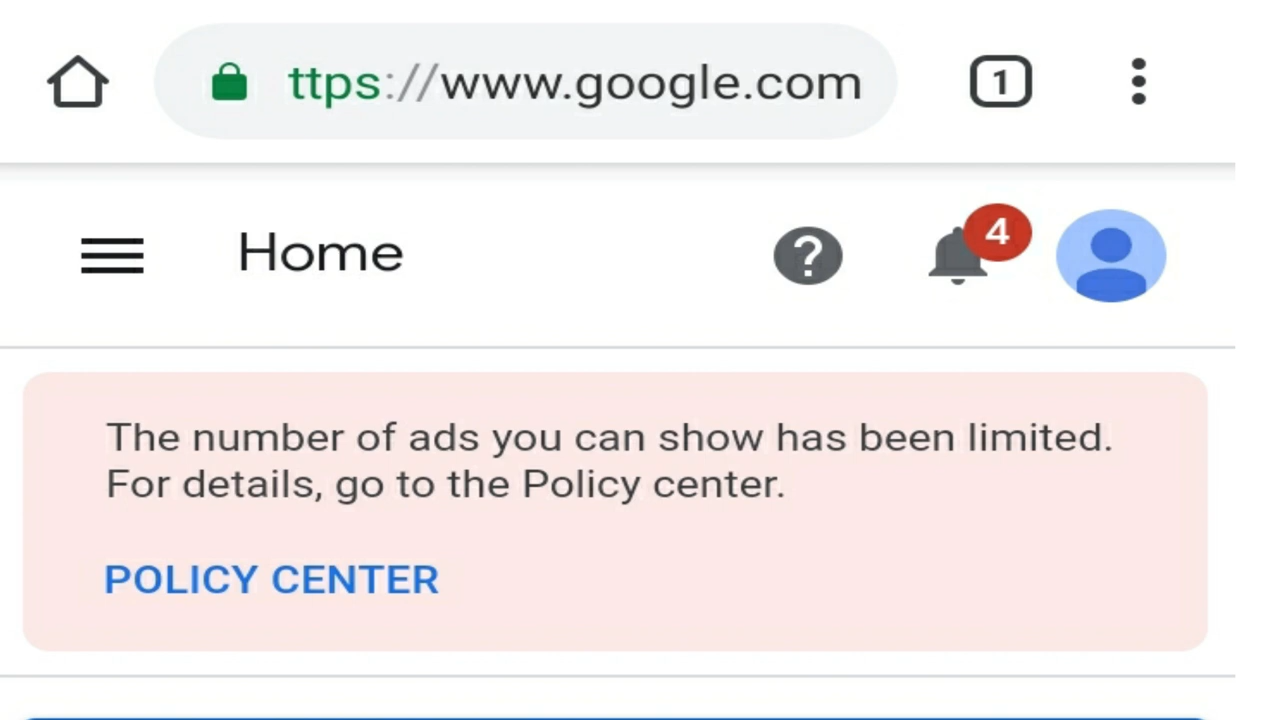 ttps://www.google.com
1
Home
?
4
The number of ads you can show has been limited.
For details, go to the Policy center.
POLICY CENTER